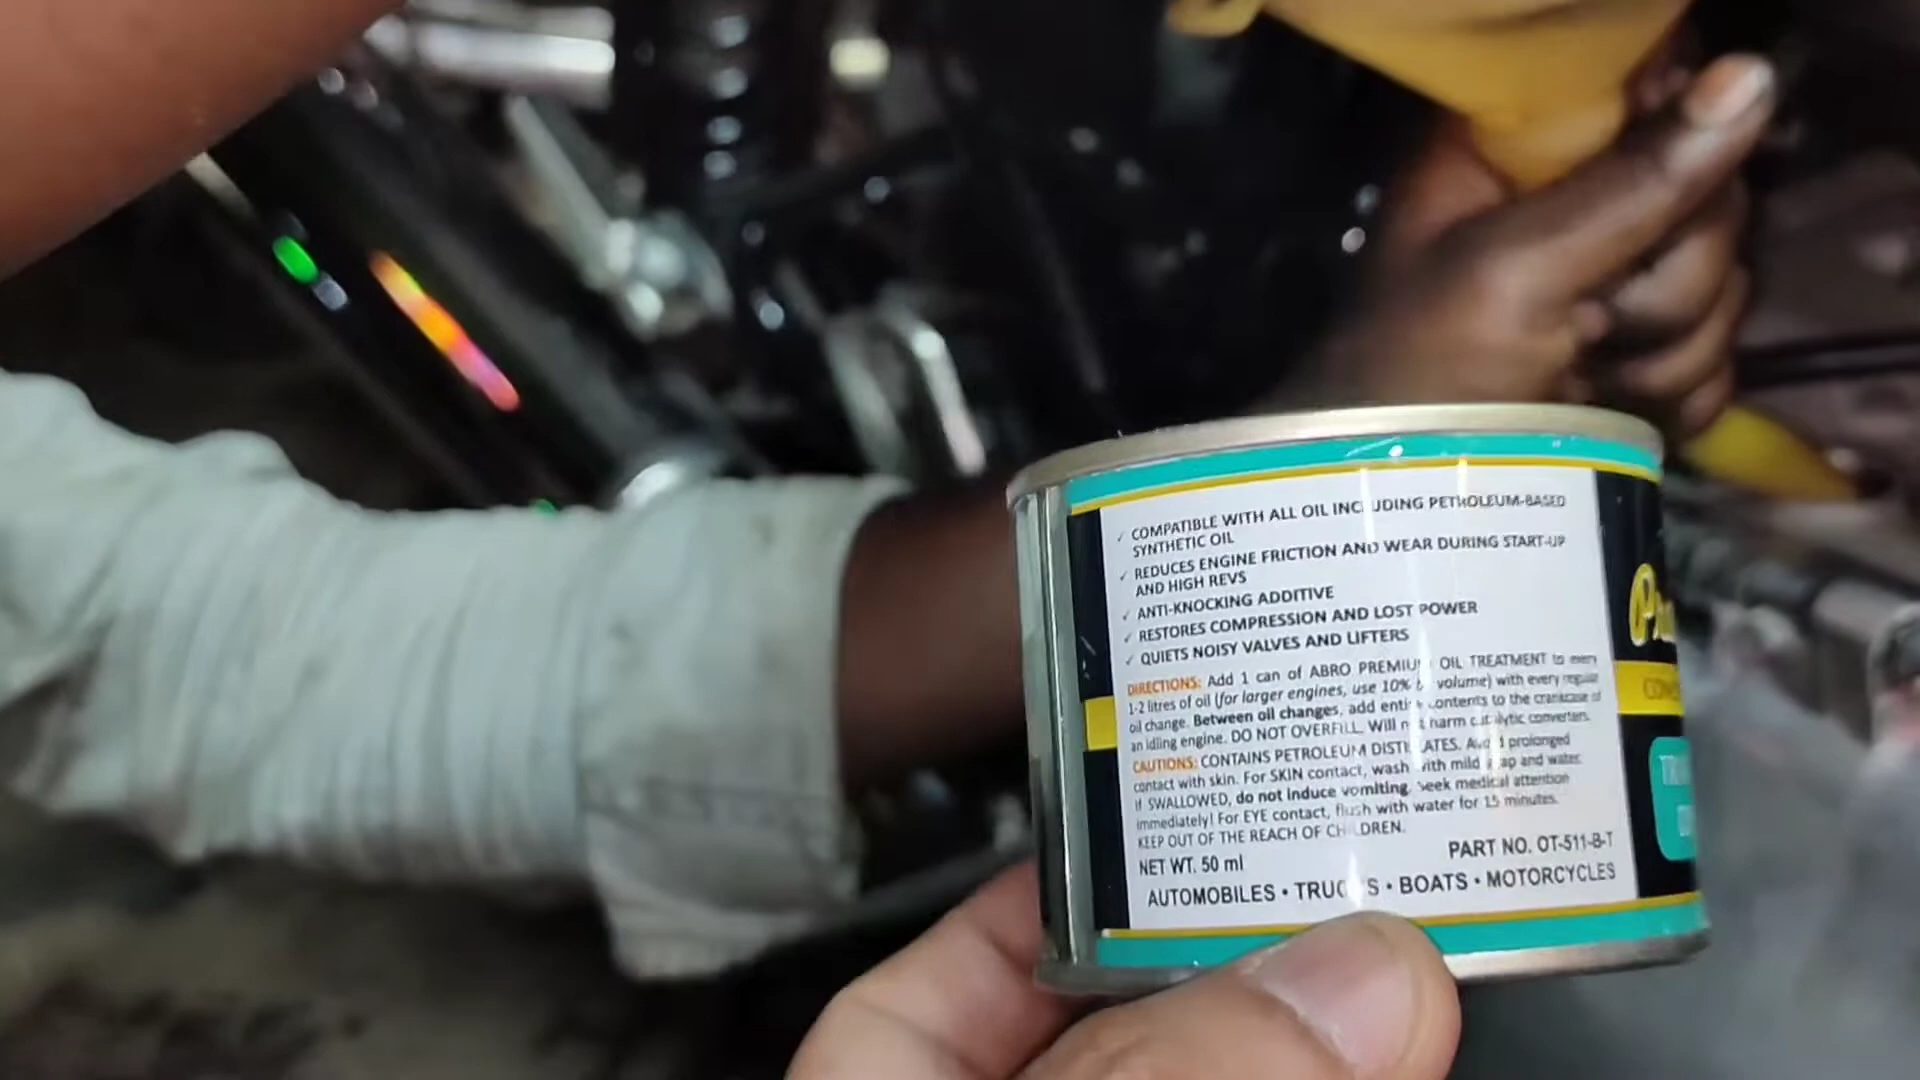 ✓ COMPATIBLE WITH ALL OIL INCLUDING PETROLEUM-BASED
SYNTHETIC OIL
✓ REDUCES ENGINE FRICTION AND WEAR DURING START-UP
AND HIGH REVS
✓ ANTI-KNOCKING ADDITIVE
✓ RESTORES COMPRESSION AND LOST POWER
✓ QUIETS NOISY VALVES AND LIFTERS
DIRECTIONS: Add 1 can of ABRO PREMIUM OIL TREATMENT to every
1-2 litres of oil (for larger engines, use 10% by volume) with every regular
oil change. Between oil changes, add entire contents to the crankcase of
an idling engine. DO NOT OVERFILL. Will not harm catalytic converters.
CAUTIONS: CONTAINS PETROLEUM DISTILLATES. Avoid prolonged
contact with skin. For SKIN contact, wash with mild soap and water.
If SWALLOWED, do not induce vomiting. Seek medical attention
immediately! For EYE contact, flush with water for 15 minutes.
KEEP OUT OF THE REACH OF CHILDREN.
NET WT. 50 ml
PART NO. OT-511-B-T
AUTOMOBILES • TRUCKS • BOATS • MOTORCYCLES